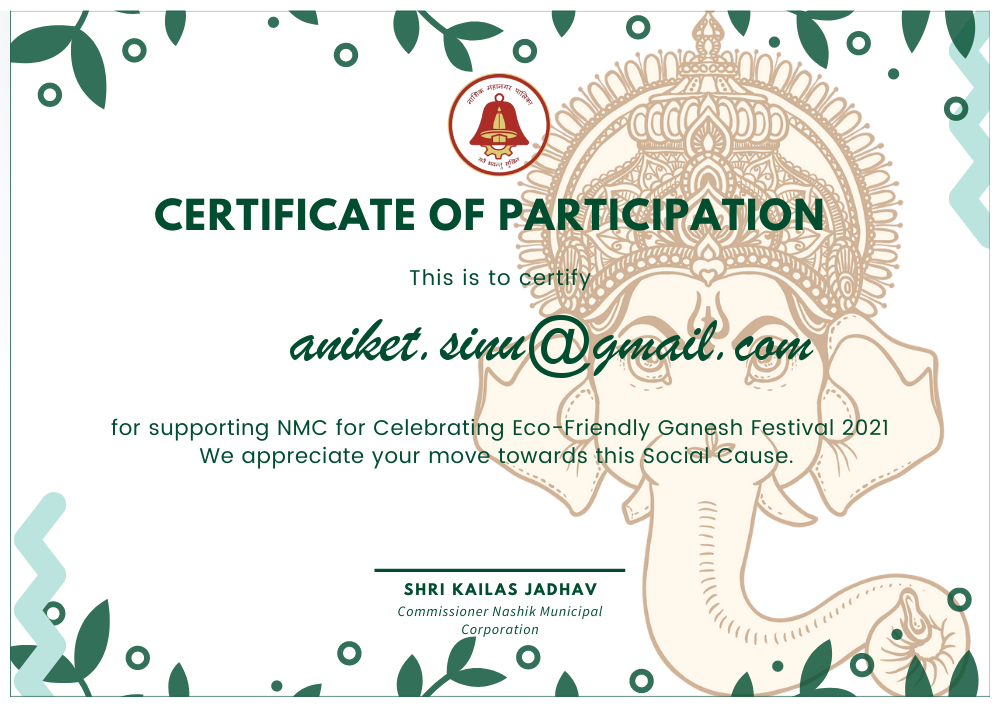 नाशिक महानगर पालिका
CERTIFICATE OF PARTICIPATION
This is to certify
aniket.sinu@gmail.com
for supporting NMC for Celebrating Eco-Friendly Ganesh Festival 2021
We appreciate your move towards this Social Cause.
SHRI KAILAS JADHAV
Commissioner Nashik Municipal
Corporation